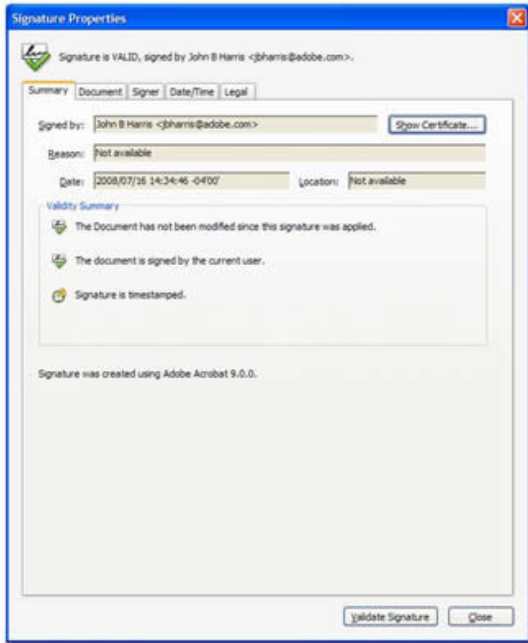 Signature Properties
Signature is VALID, signed by John B Harris <jbharris@adobe.com>.
Summary Document Signer Date/Time Legal
Signed by: John B Harris <jbharris@adobe.com> Show Certificate...
Reason: Not available
Date: 2008/07/16 14:34:46 -04'00' Location: Not available
Validity Summary
The Document has not been modified since this signature was applied.
The document is signed by the current user.
Signature is timestamped.
Signature was created using Adobe Acrobat 9.0.0.
Validate Signature Close